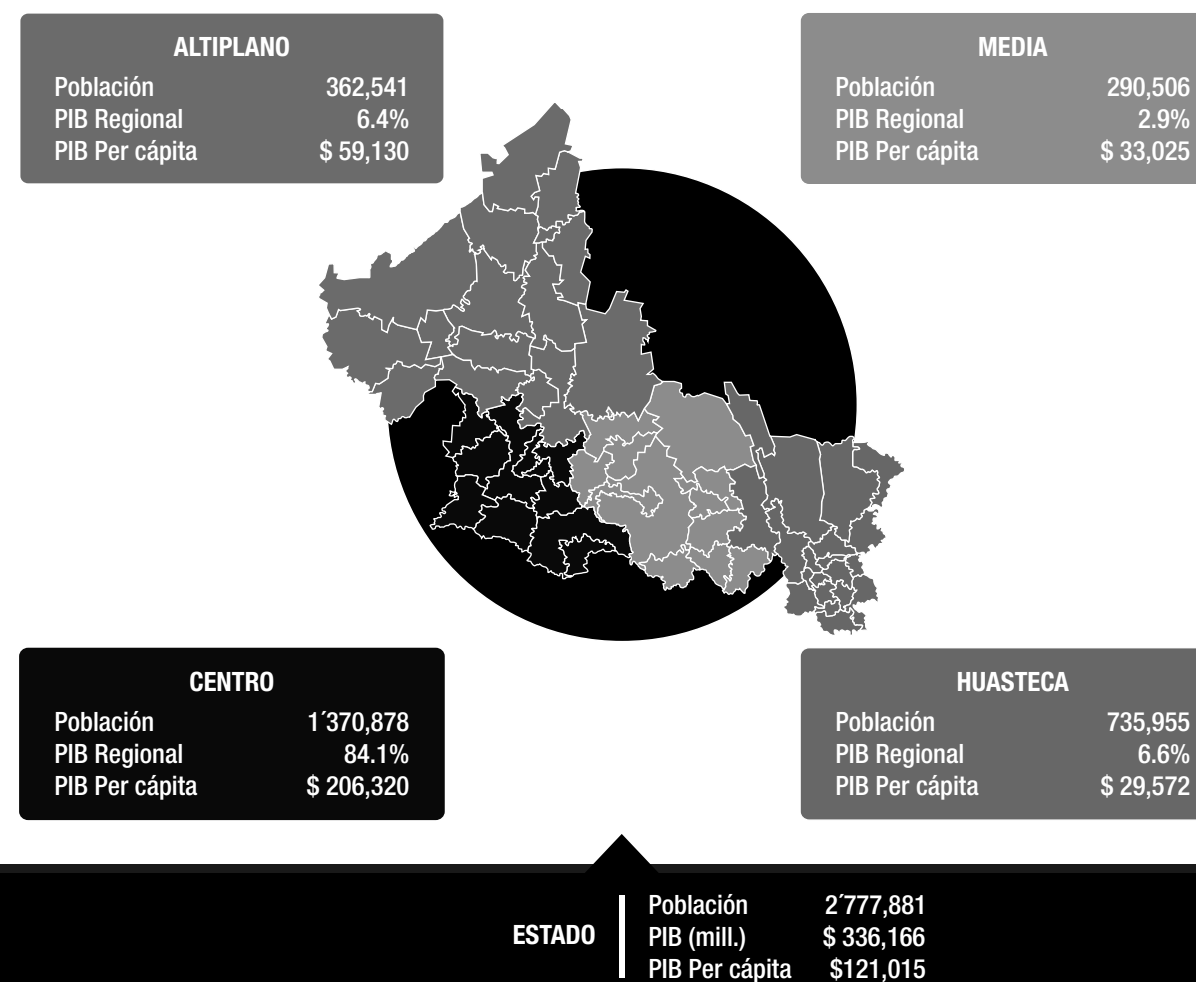 ALTIPLANO
Población 362,541
PIB Regional 6.4%
PIB Per cápita $ 59,130
MEDIA
Población 290,506
PIB Regional 2.9%
PIB Per cápita $ 33,025
CENTRO
Población 1´370,878
PIB Regional 84.1%
PIB Per cápita $ 206,320
HUASTECA
Población 735,955
PIB Regional 6.6%
PIB Per cápita $ 29,572
ESTADO
Población 2´777,881
PIB (mill.) $ 336,166
PIB Per cápita $121,015